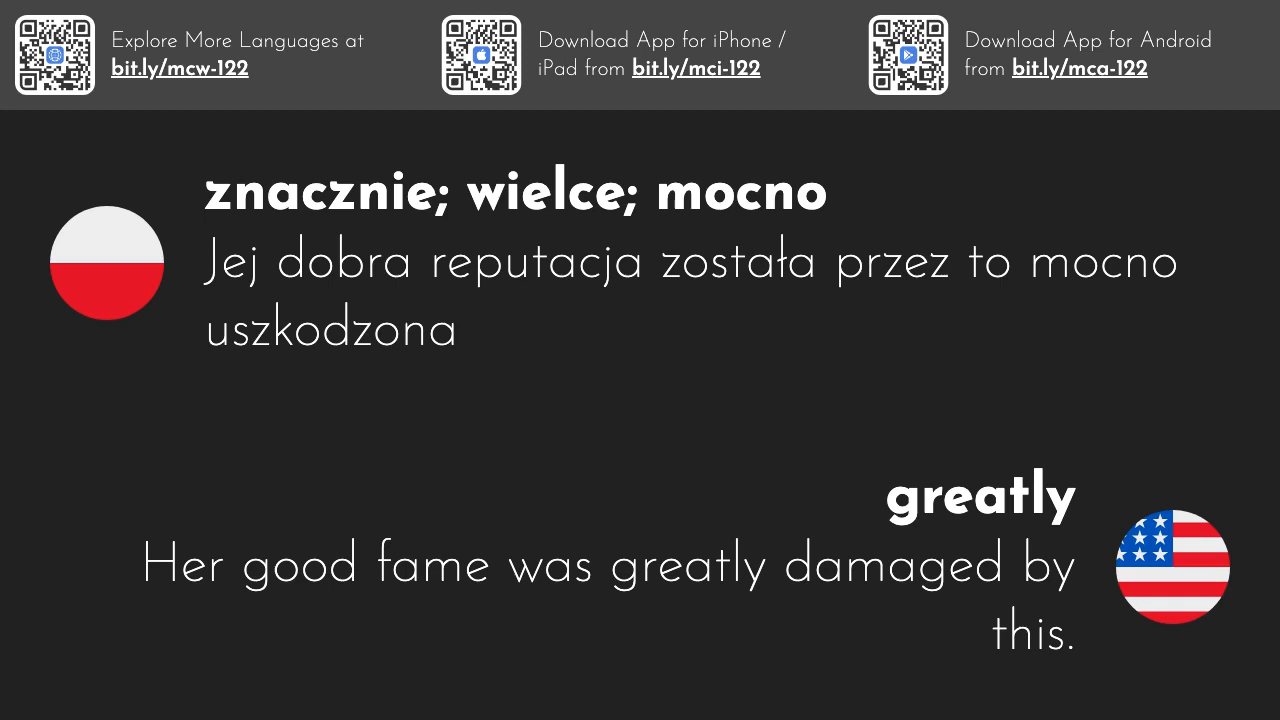 Explore More Languages at
bit.ly/mcw-122
Download App for iPhone /
iPad from bit.ly/mci-122
Download App for Android
from bit.ly/mca-122
znacznie; wielce; mocno
Jej dobra reputacja została przez to mocno
uszkodzona
greatly
Her good fame was greatly damaged by
this.